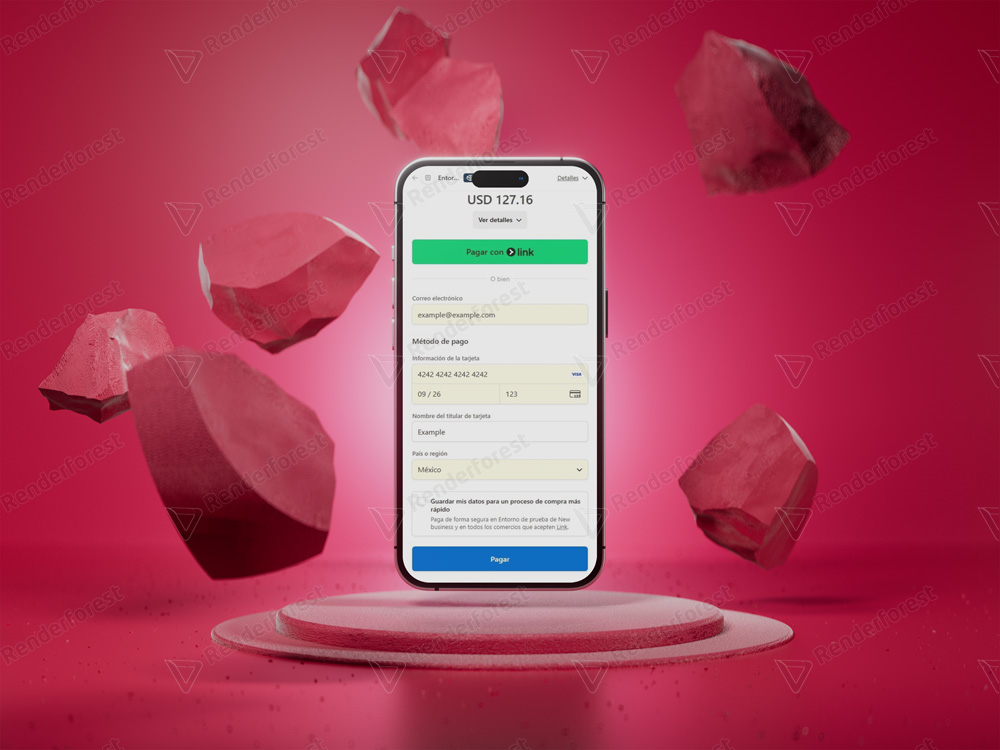 Entor...
Detalles
USD 127.16
Ver detalles
Pagar con link
O bien
Correo electrónico
example@example.com
Método de pago
Información de la tarjeta
4242 4242 4242 4242 VISA
09 / 26 123
Nombre del titular de tarjeta
Example
País o región
México
Guardar mis datos para un proceso de compra más
rápido
Paga de forma segura en Entorno de prueba de New
business y en todos los comercios que acepten Link.
Pagar
Renderforest